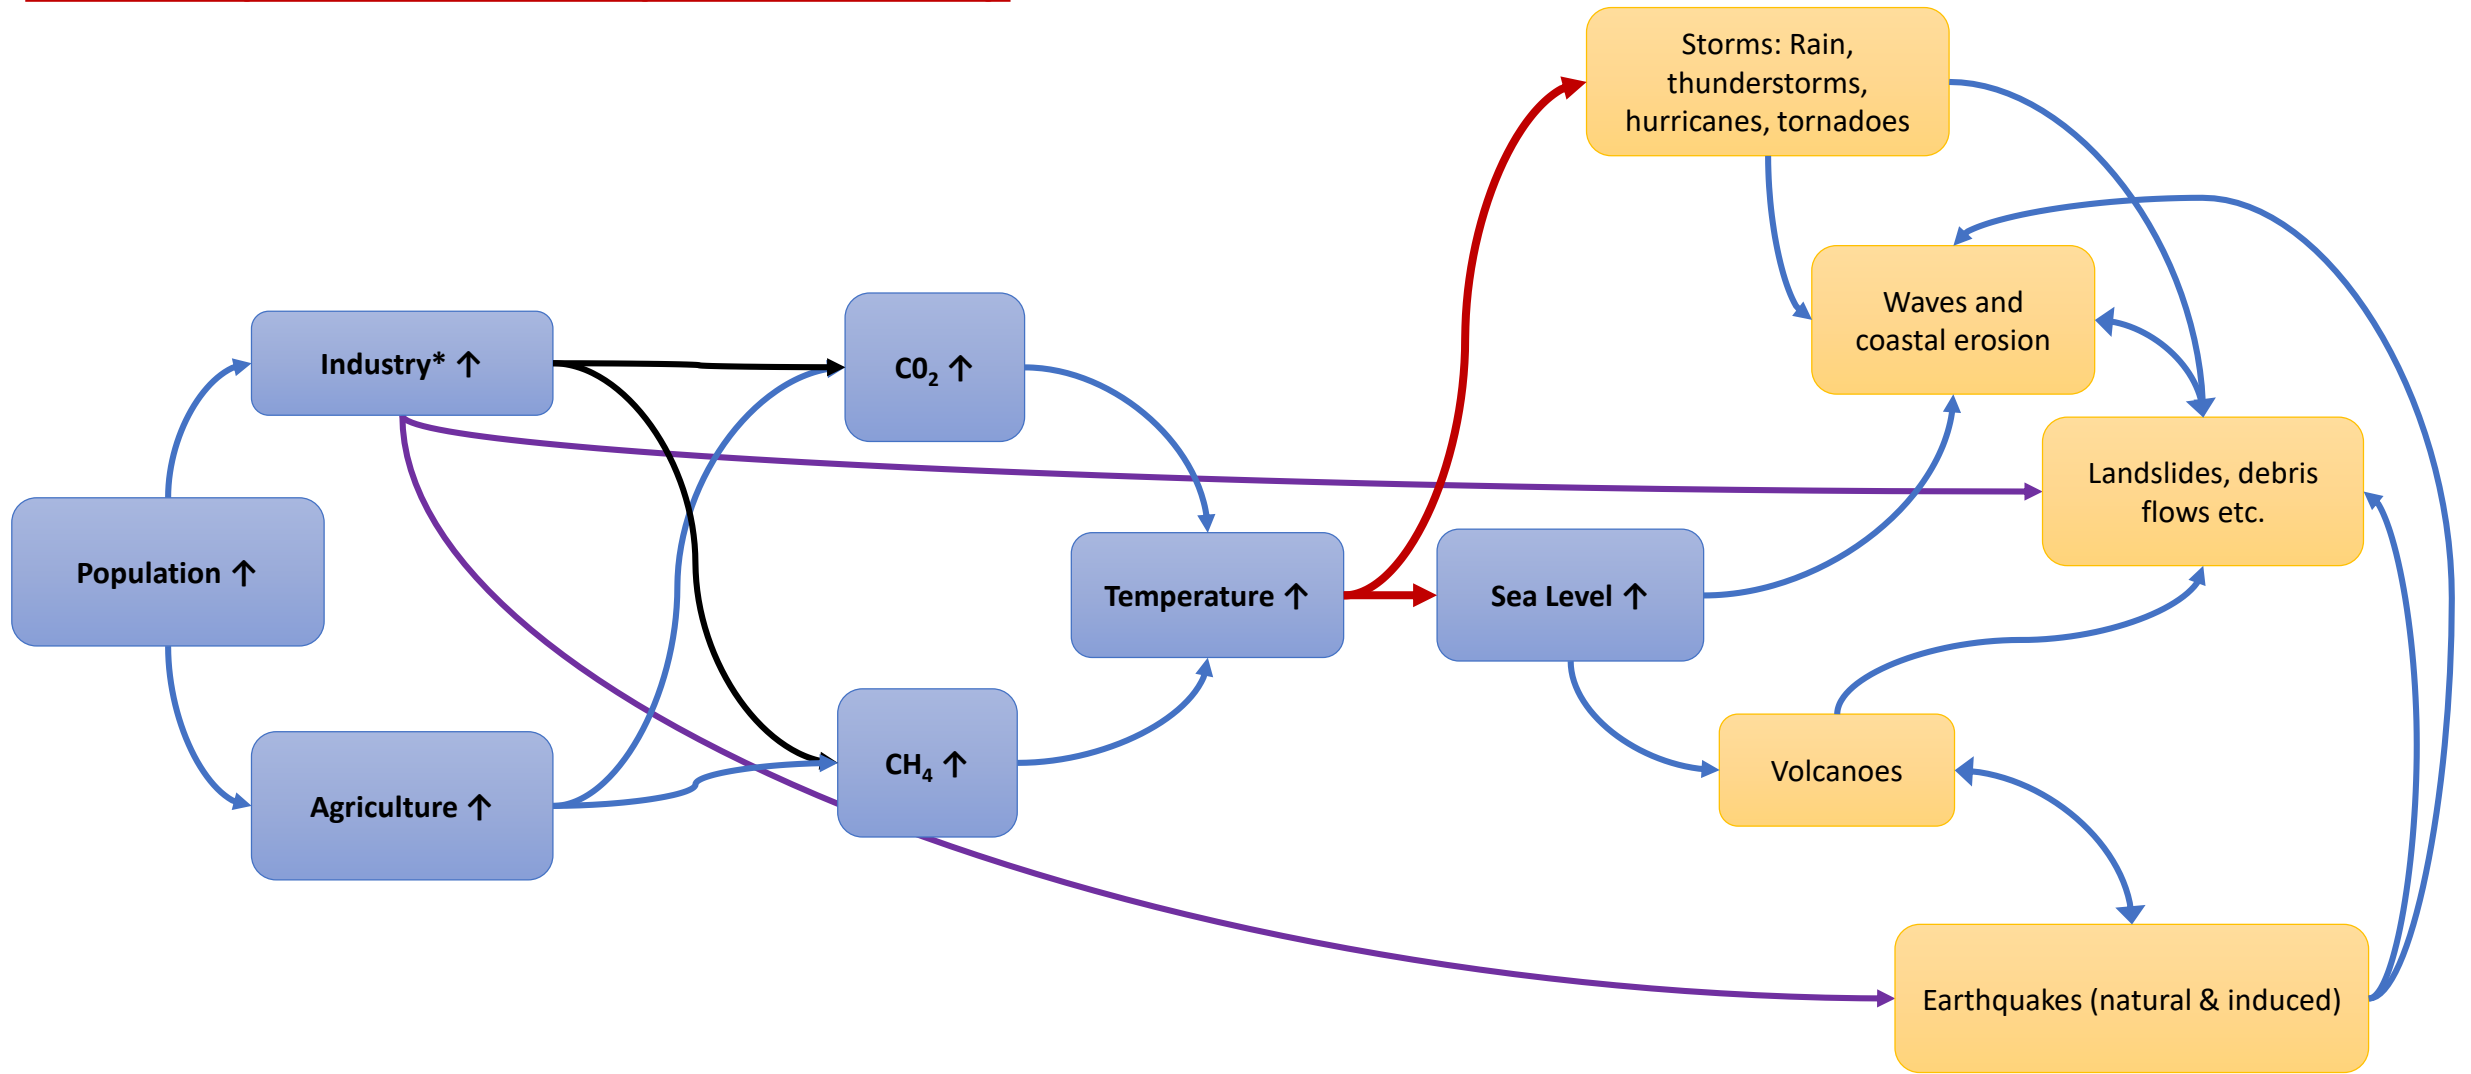 Storms: Rain,
thunderstorms,
hurricanes, tornadoes
Waves and
coastal erosion
Industry* ↑
C0₂ ↑
Landslides, debris
flows etc.
Population ↑
Temperature ↑
Sea Level ↑
Agriculture ↑
CH₄ ↑
Volcanoes
Earthquakes (natural & induced)